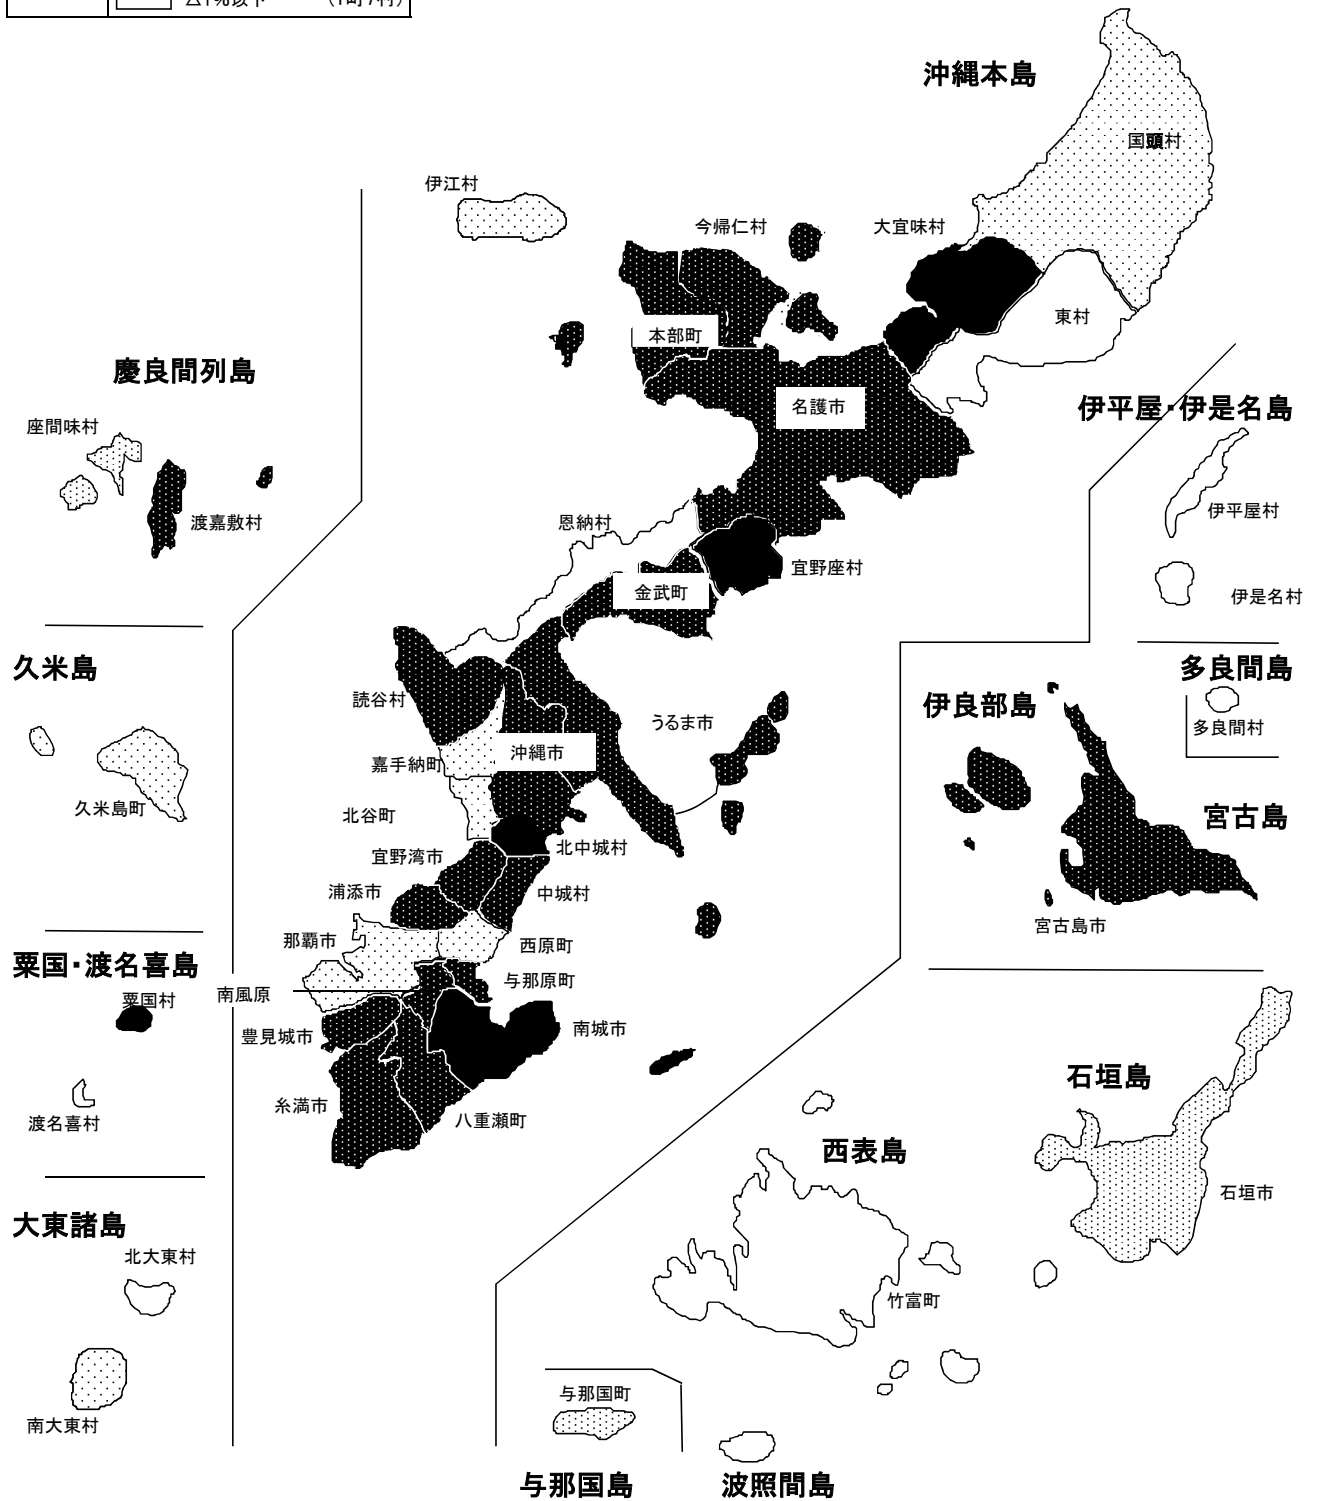 △1%以下 (1町7村)
沖縄本島
国頭村
伊江村
今帰仁村
大宜味村
東村
本部町
慶良間列島
名護市
伊平屋・伊是名島
座間味村
伊平屋村
渡嘉敷村
恩納村
宜野座村
金武町
伊是名村
久米島
多良間島
伊良部島
読谷村
うるま市
多良間村
沖縄市
嘉手納町
久米島町
北谷町
宮古島
宜野湾市
北中城村
浦添市
中城村
宮古島市
那覇市
西原町
粟国・渡名喜島
粟国村
南風原
与那原町
豊見城市
南城市
石垣島
糸満市
渡名喜村
八重瀬町
西表島
石垣市
大東諸島
北大東村
竹富町
与那国町
南大東村
与那国島
波照間島